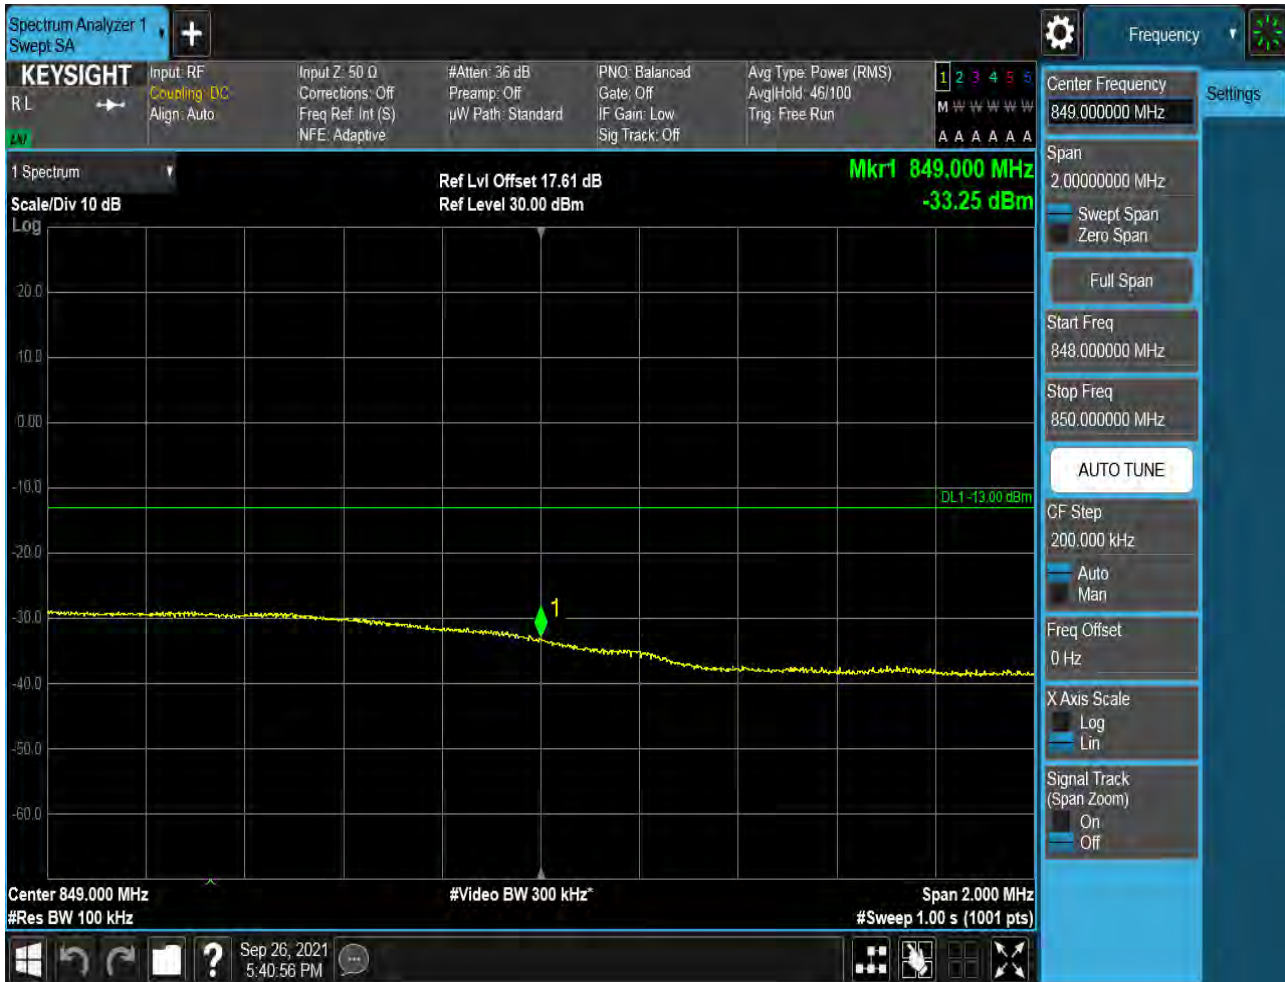 Spectrum Analyzer 1
Swept SA
+
Frequency
KEYSIGHT
RL
Input: RF
Coupling: DC
Align: Auto
Input Z: 50 Ω
Corrections: Off
Freq Ref: Int (S)
NFE: Adaptive
#Atten: 36 dB
Preamp: Off
µW Path: Standard
PNO: Balanced
Gate: Off
IF Gain: Low
Sig Track: Off
Avg Type: Power (RMS)
Avg|Hold: 46/100
Trig: Free Run
1 2 3 4 5 6
M W W W W W
A A A A A A
1 Spectrum
Scale/Div 10 dB
Log
Ref Lvl Offset 17.61 dB
Ref Level 30.00 dBm
Mkr1 849.000 MHz
-33.25 dBm
20.0
10.0
0.00
-10.0
-20.0
-30.0
-40.0
-50.0
-60.0
DL1 -13.00 dBm
1
Center 849.000 MHz
#Res BW 100 kHz
#Video BW 300 kHz*
Span 2.000 MHz
#Sweep 1.00 s (1001 pts)
?
Sep 26, 2021
5:40:56 PM
Center Frequency
849.000000 MHz
Settings
Span
2.00000000 MHz
Swept Span
Zero Span
Full Span
Start Freq
848.000000 MHz
Stop Freq
850.000000 MHz
AUTO TUNE
CF Step
200.000 kHz
Auto
Man
Freq Offset
0 Hz
X Axis Scale
Log
Lin
Signal Track
(Span Zoom)
On
Off